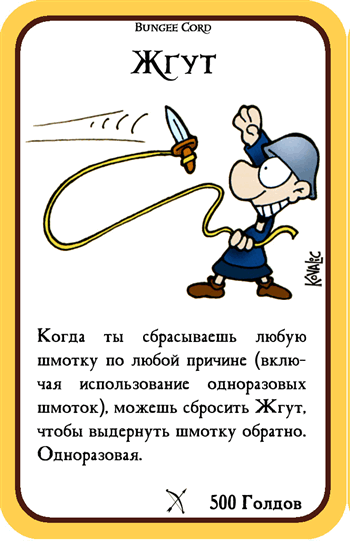 Bungee Cord
Жгут
Kovalic
Когда ты сбрасываешь любую
шмотку по любой причине (вклю-
чая использование одноразовых
шмоток), можешь сбросить Жгут,
чтобы выдернуть шмотку обратно.
Одноразовая.
500 Голдов